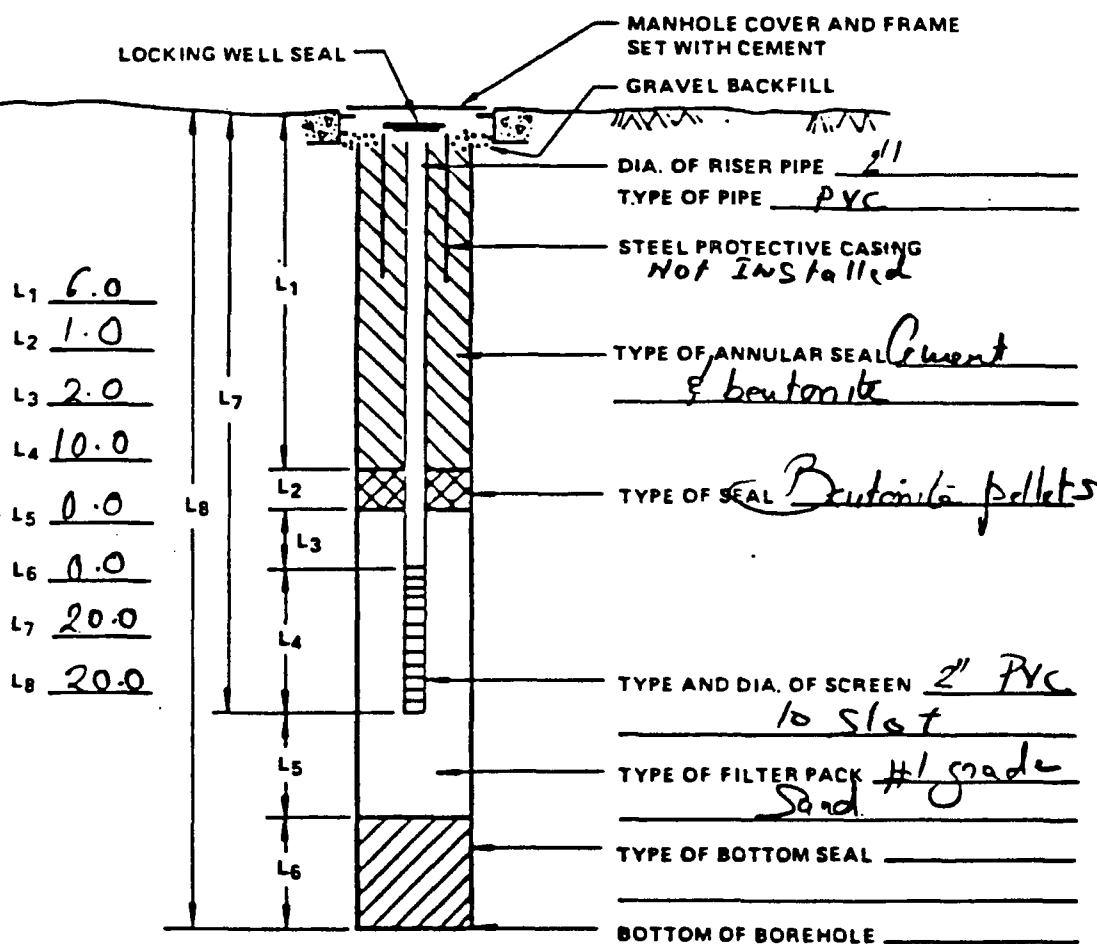 MANHOLE COVER AND FRAME
SET WITH CEMENT
LOCKING WELL SEAL
GRAVEL BACKFILL
DIA. OF RISER PIPE 2"
TYPE OF PIPE PVC
STEEL PROTECTIVE CASING
Not Installed
L1 6.0
L2 1.0
L3 2.0
L4 10.0
L5 0.0
L6 0.0
L7 20.0
L8 20.0
L1
L7
TYPE OF ANNULAR SEAL Cement
& bentonite
L2
L8
TYPE OF SEAL Bentonite pellets
L3
L4
TYPE AND DIA. OF SCREEN 2" PVC
10 Slot
L5
TYPE OF FILTER PACK #1 grade
Sand
TYPE OF BOTTOM SEAL
L6
BOTTOM OF BOREHOLE